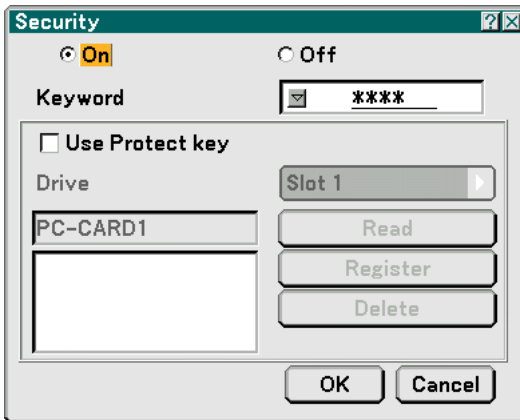 Security
On Off
Keyword ****
Use Protect key
Drive Slot 1
PC-CARD1 Read
Register
Delete
OK Cancel